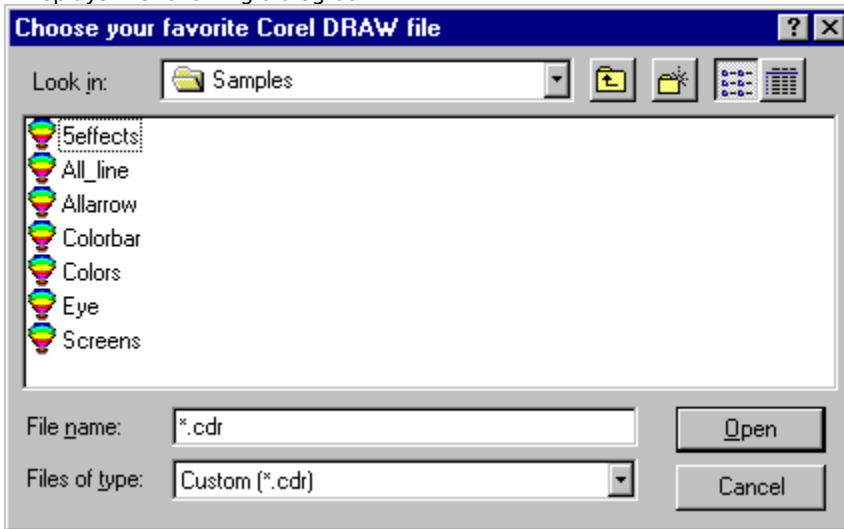 Choose your favorite Corel DRAW file
Look in: Samples
5effects
All_line
Allarrow
Colorbar
Colors
Eye
Screens
File name: *.cdr Open
Files of type: Custom (*.cdr) Cancel